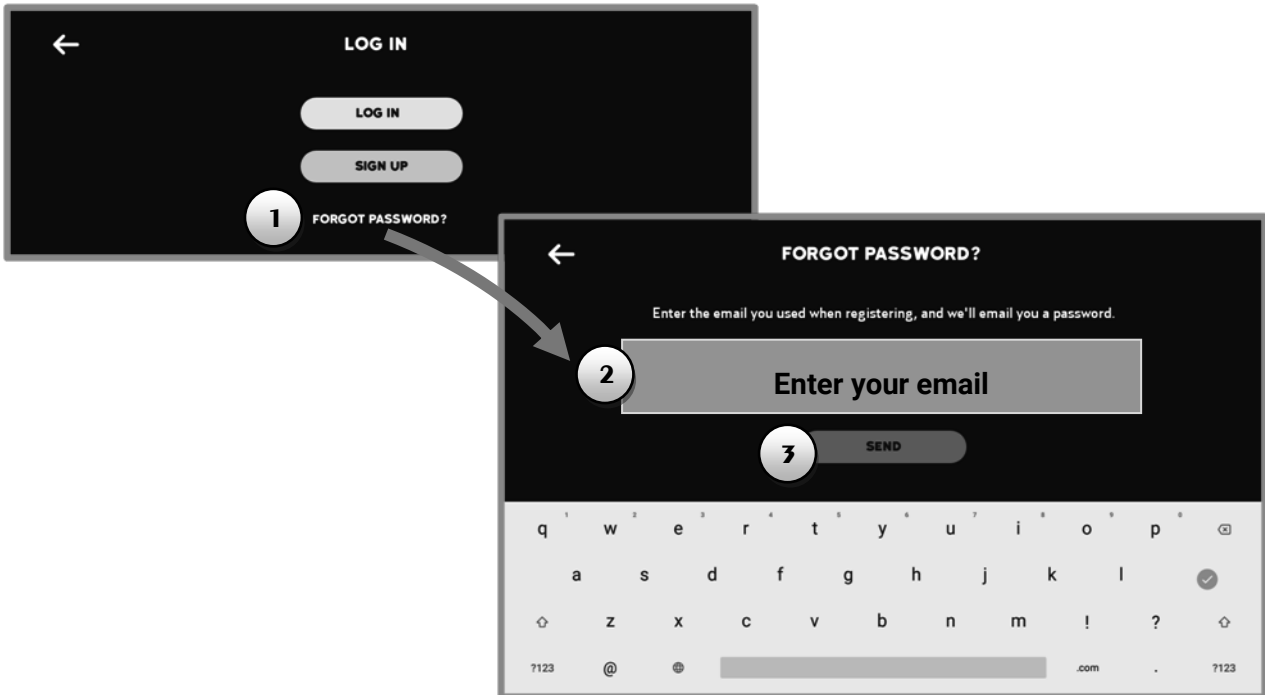 LOG IN
LOG IN
SIGN UP
1
FORGOT PASSWORD?
FORGOT PASSWORD?
Enter the email you used when registering, and we'll email you a password.
2
Enter your email
3
SEND
q 1 w 2 e 3 r 4 t 5 y 6 u 7 i 8 o 9 p 0
a s d f g h j k l
z x c v b n m ! ?
?123 @ .com . ?123